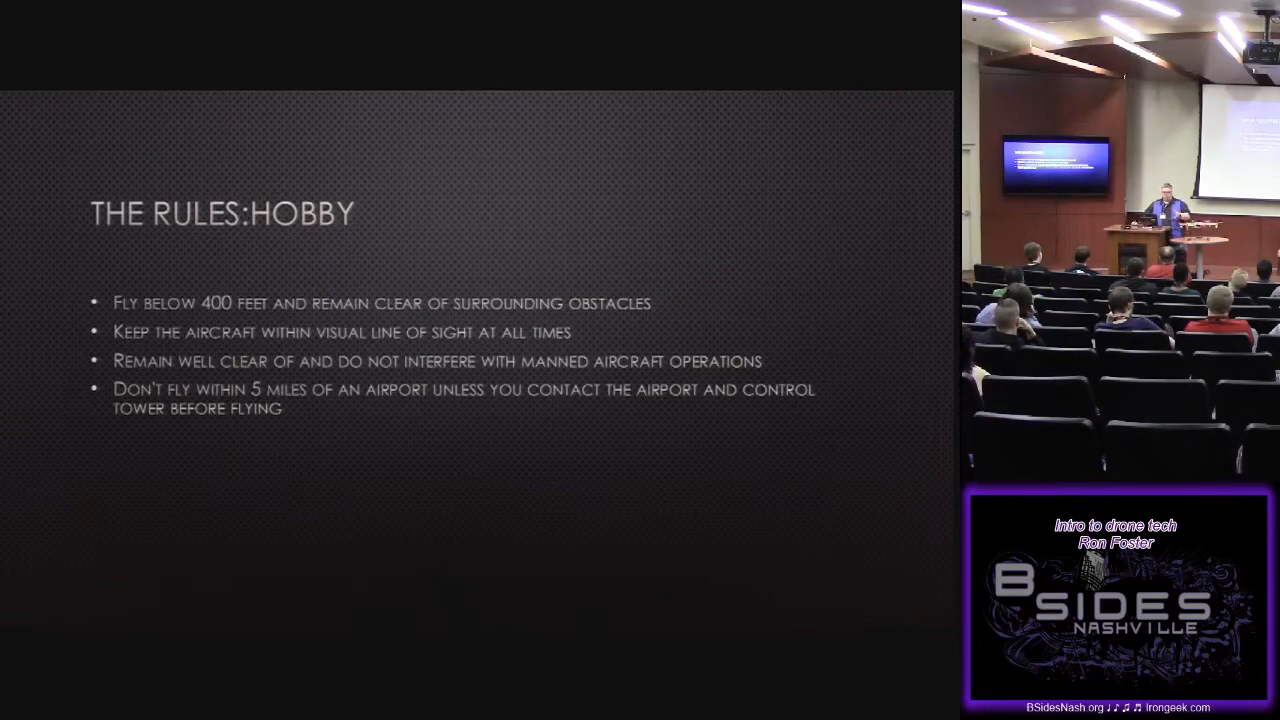 THE RULES:HOBBY
• FLY BELOW 400 FEET AND REMAIN CLEAR OF SURROUNDING OBSTACLES
• KEEP THE AIRCRAFT WITHIN VISUAL LINE OF SIGHT AT ALL TIMES
• REMAIN WELL CLEAR OF AND DO NOT INTERFERE WITH MANNED AIRCRAFT OPERATIONS
• DON'T FLY WITHIN 5 MILES OF AN AIRPORT UNLESS YOU CONTACT THE AIRPORT AND CONTROL
TOWER BEFORE FLYING
Intro to drone tech
Ron Foster
BSIDES
NASHVILLE
BSidesNash.org ♩ ♪ ♫ ♬ Irongeek.com